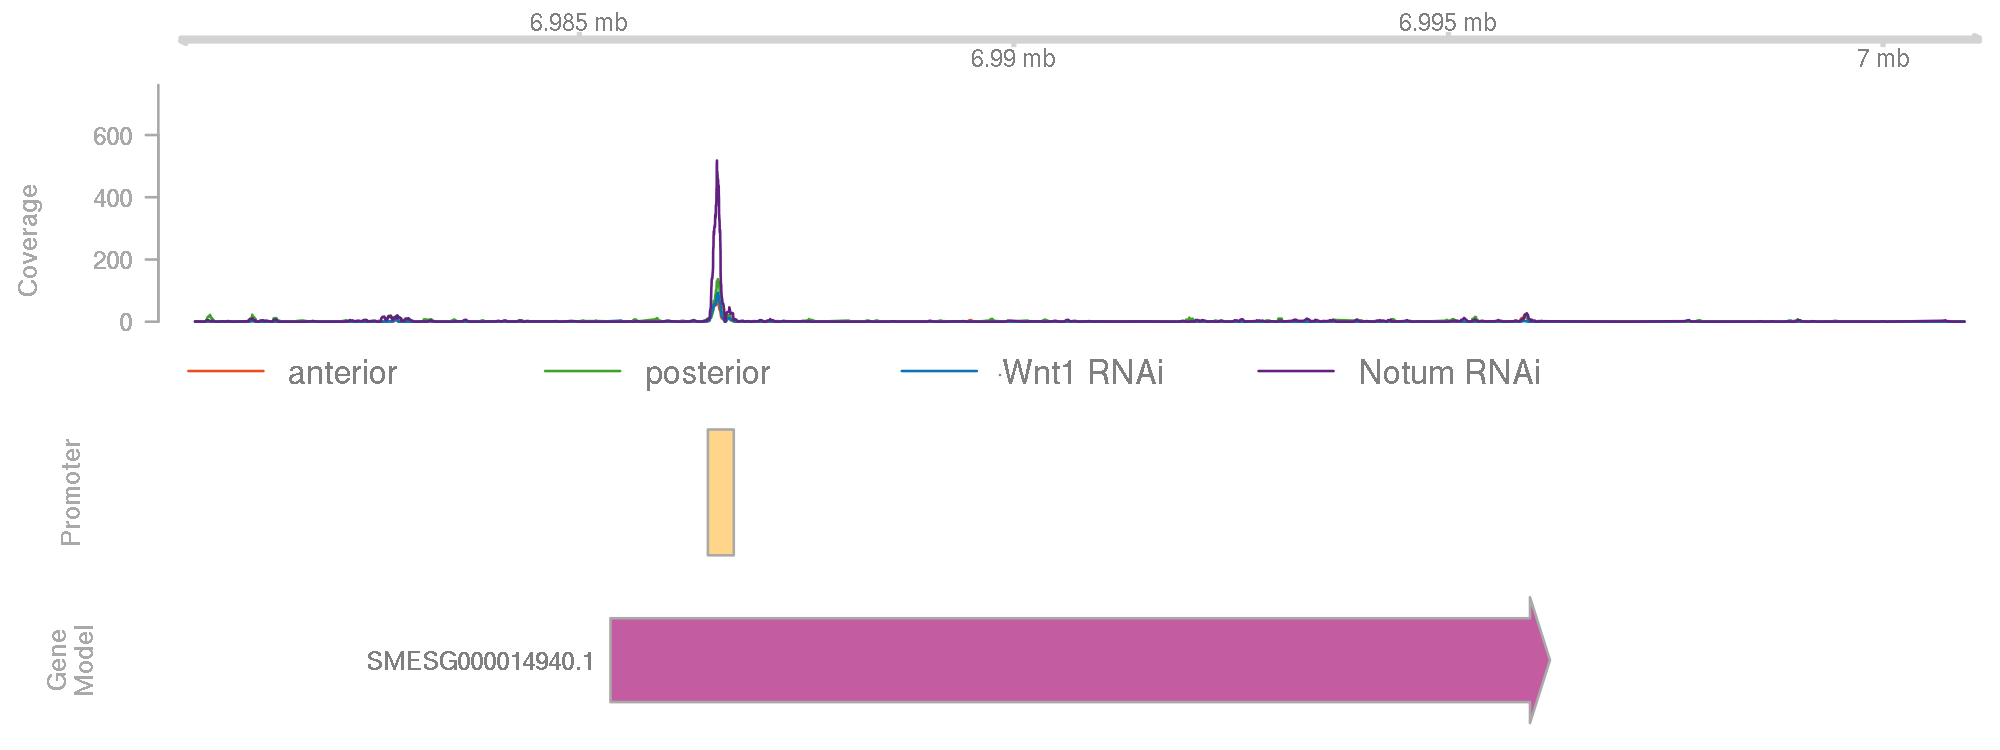 6.985 mb
6.995 mb
6.99 mb
7 mb
Coverage
600
400
200
0
anterior
posterior
Wnt1 RNAi
Notum RNAi
Promoter
Gene
Model
SMESG000014940.1